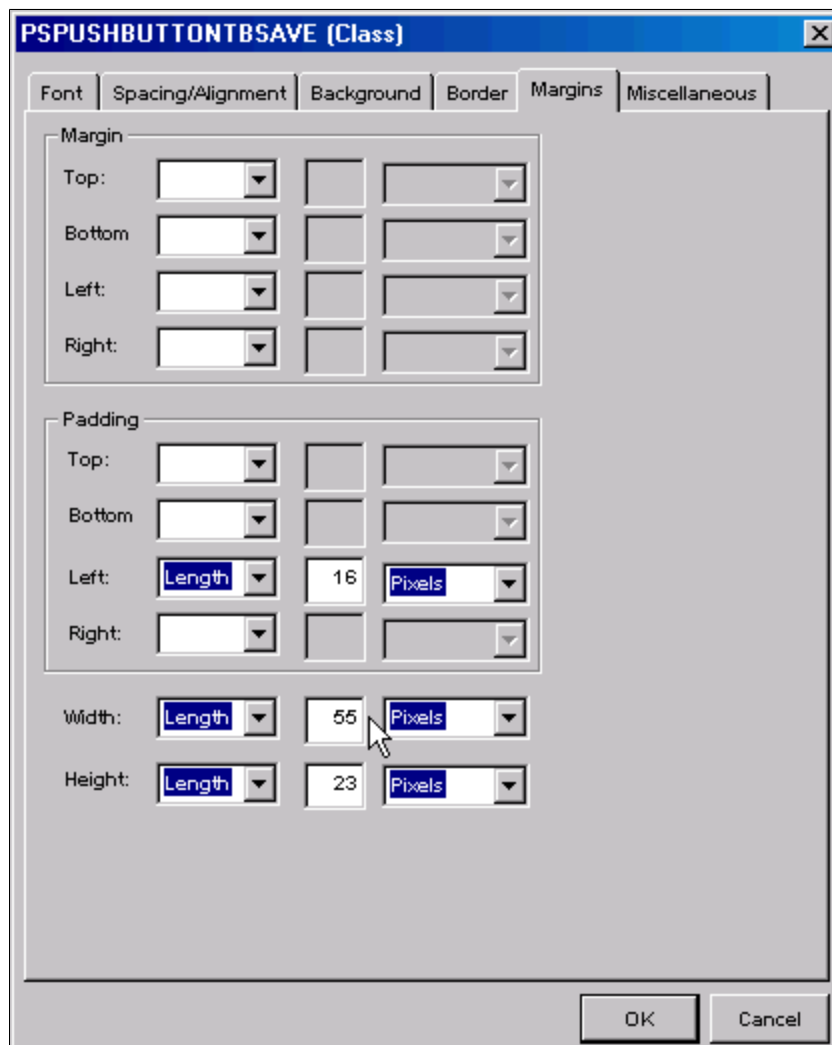 PSPUSHBUTTONTBSAVE (Class)
Font Spacing/Alignment Background Border Margins Miscellaneous
Margin
Top:
Bottom
Left:
Right:
Padding
Top:
Bottom
Left: Length 16 Pixels
Right:
Width: Length 55 Pixels
Height: Length 23 Pixels
OK Cancel